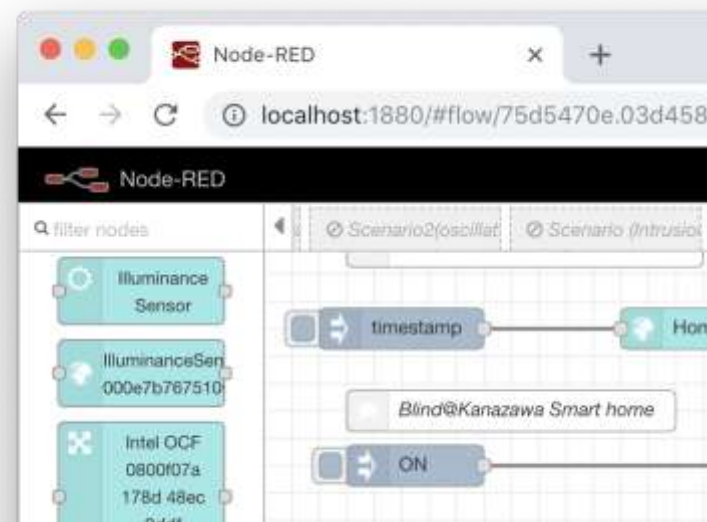 Node-RED
localhost:1880/#flow/75d5470e.03d458
Node-RED
filter nodes
Scenario2(oscillat
Scenario (Intrusio
Illuminance
Sensor
timestamp
Hom
IlluminanceSen
000e7b767510
Blind@Kanazawa Smart home
Intel OCF
0800f07a
178d 48ec
ON